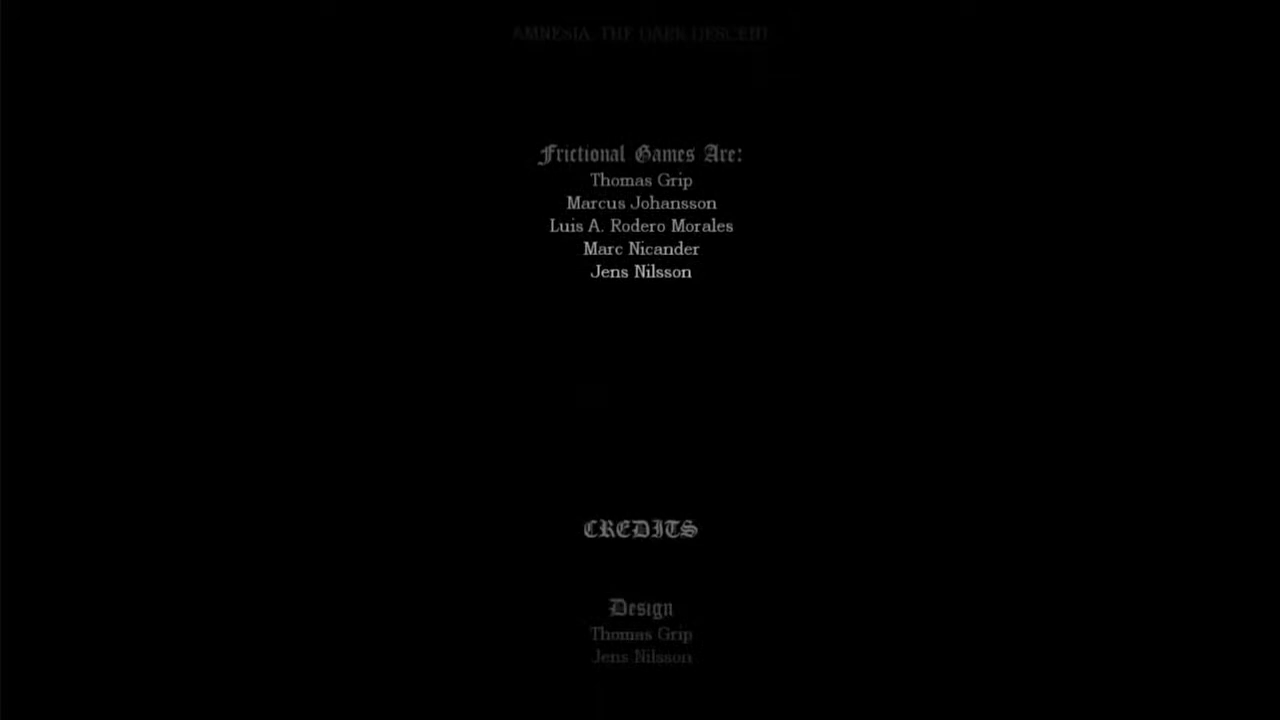 AMNESIA: THE DARK DESCENT
Frictional Games Are:
Thomas Grip
Marcus Johansson
Luis A. Rodero Morales
Marc Nicander
Jens Nilsson
CREDITS
Design
Thomas Grip
Jens Nilsson